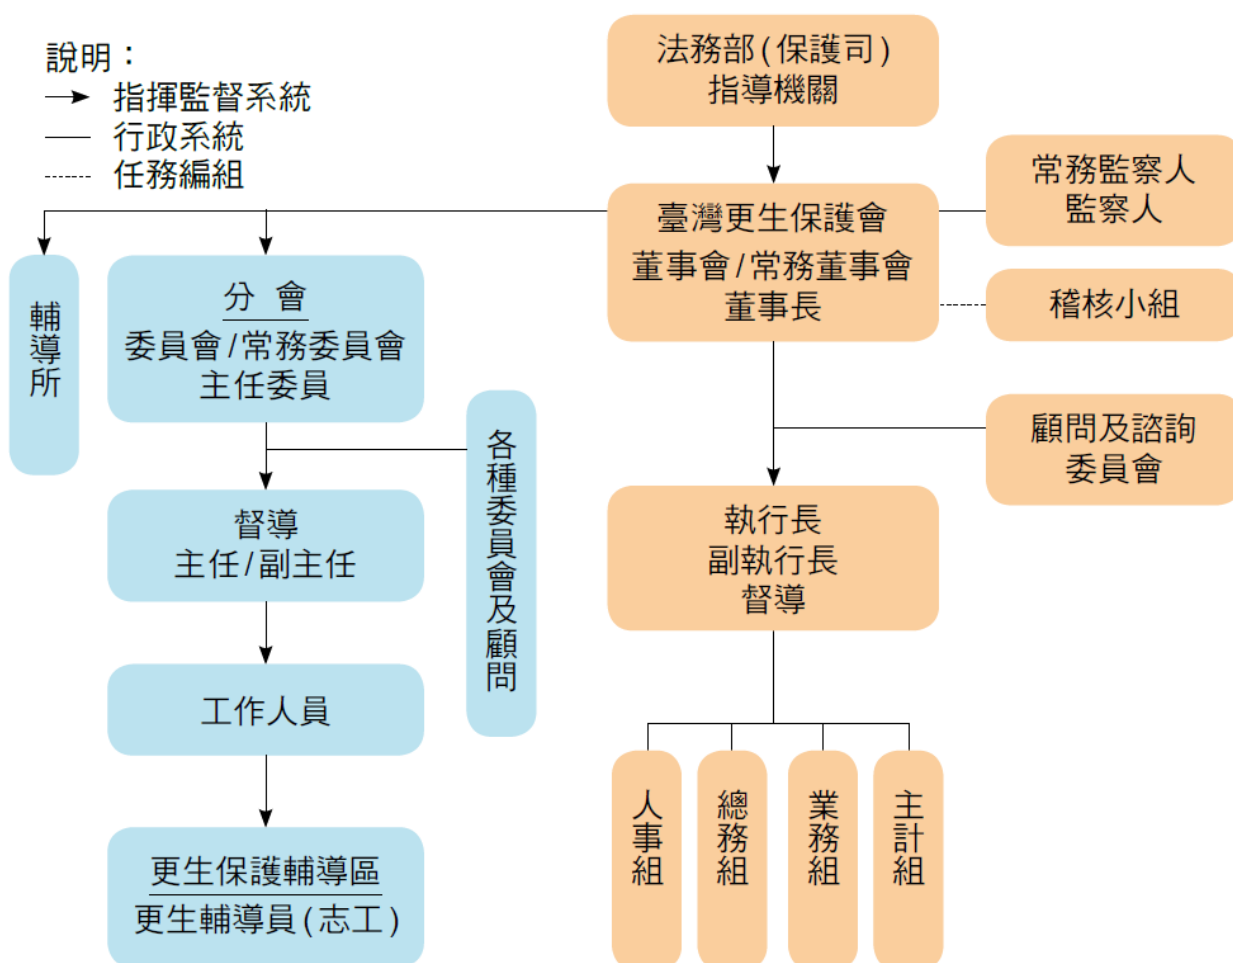 說明：
指揮監督系統
行政系統
任務編組
法務部(保護司)
指導機關
臺灣更生保護會
董事會/常務董事會
董事長
常務監察人
監察人
稽核小組
顧問及諮詢
委員會
執行長
副執行長
督導
人事組
總務組
業務組
主計組
輔導所
分 會
委員會/常務委員會
主任委員
各種委員會及顧問
督導
主任/副主任
工作人員
更生保護輔導區
更生輔導員(志工)